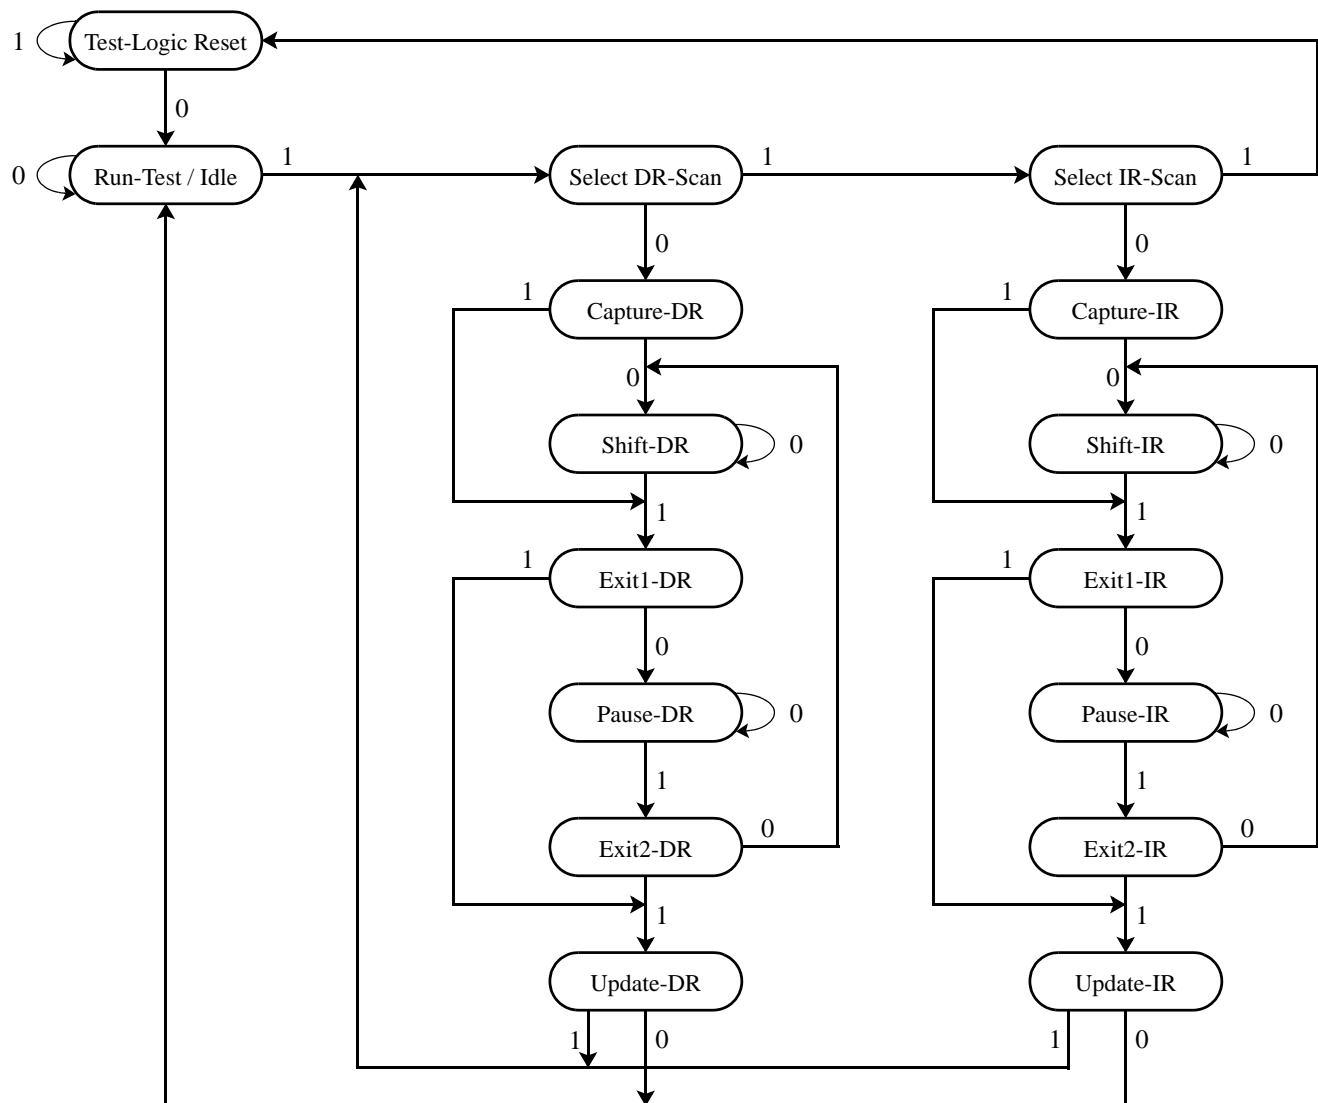 1 Test-Logic Reset
0
0 Run-Test / Idle 1 Select DR-Scan 1 Select IR-Scan 1
0 0
1 Capture-DR 1 Capture-IR
0 0
Shift-DR 0 Shift-IR 0
1 1
1 Exit1-DR 1 Exit1-IR
0 0
Pause-DR 0 Pause-IR 0
1 1
Exit2-DR 0 Exit2-IR 0
1 1
Update-DR Update-IR
1 0 1 0